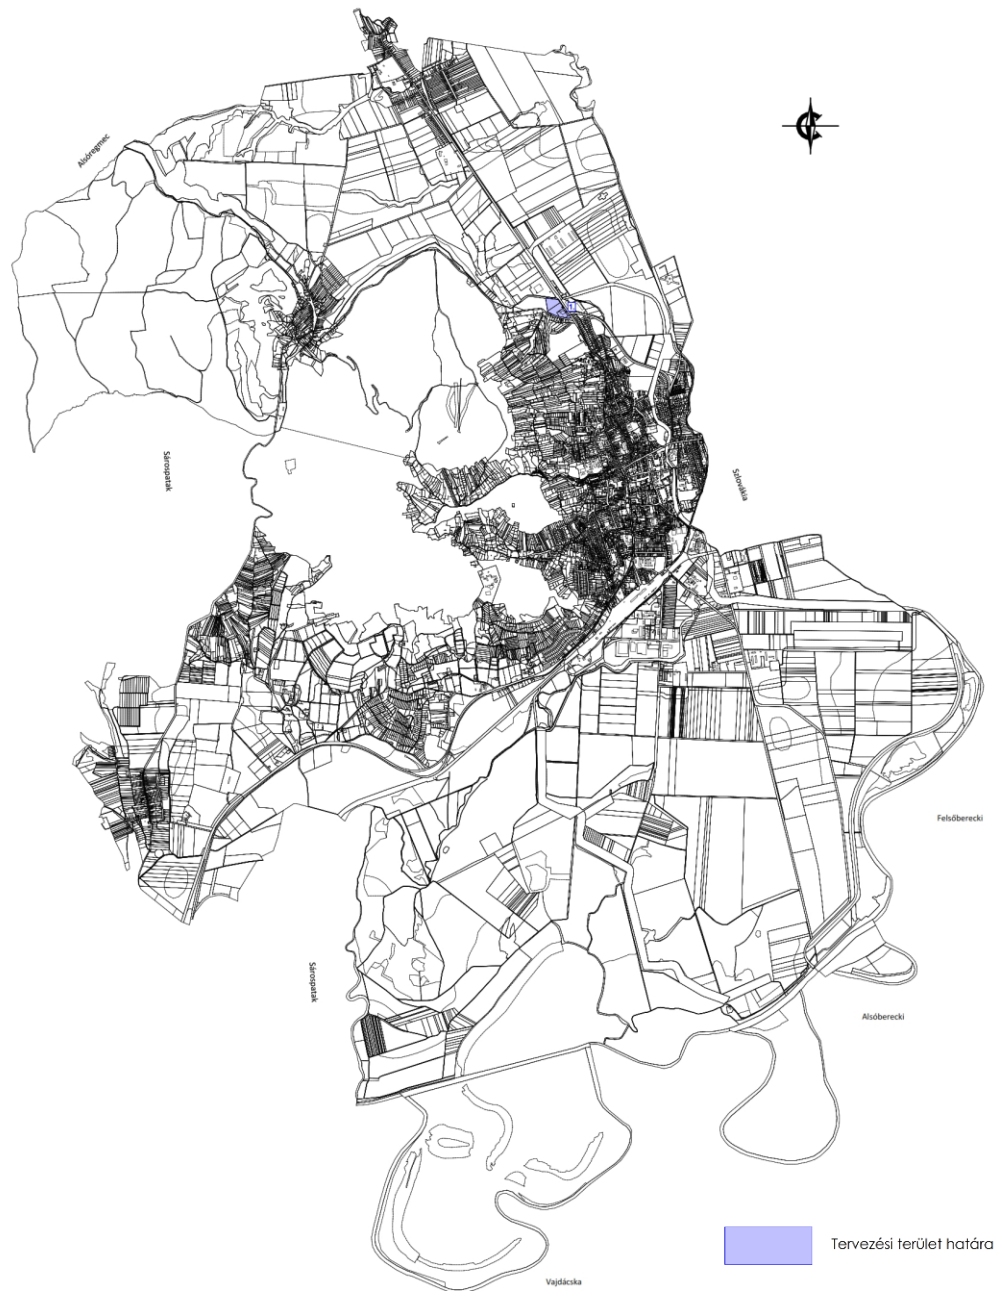 Alsóregmec
Sárospatak
Szlovákia
Felsőberecki
Sárospatak
Alsóberecki
Tervezési terület határa
Vajdácska